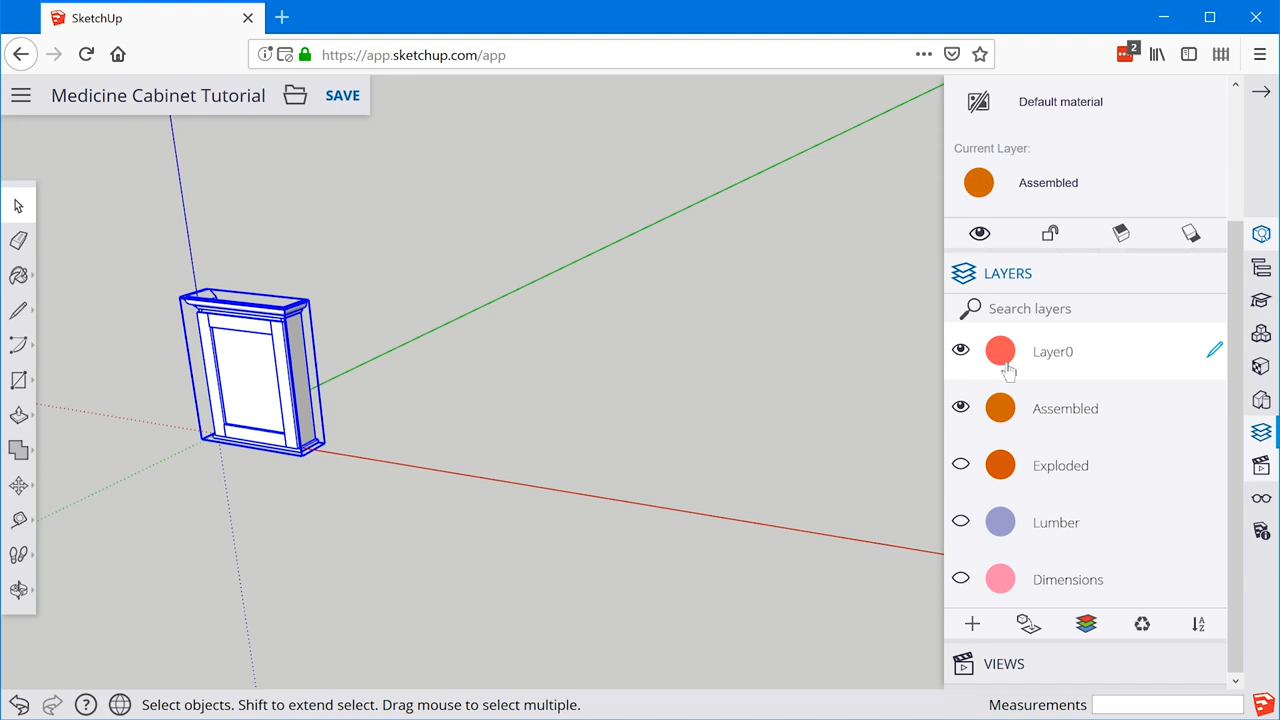 SketchUp
https://app.sketchup.com/app
2
Medicine Cabinet Tutorial
SAVE
Default material
Current Layer:
Assembled
LAYERS
Search layers
Layer0
Assembled
Exploded
Lumber
Dimensions
VIEWS
Select objects. Shift to extend select. Drag mouse to select multiple.
Measurements